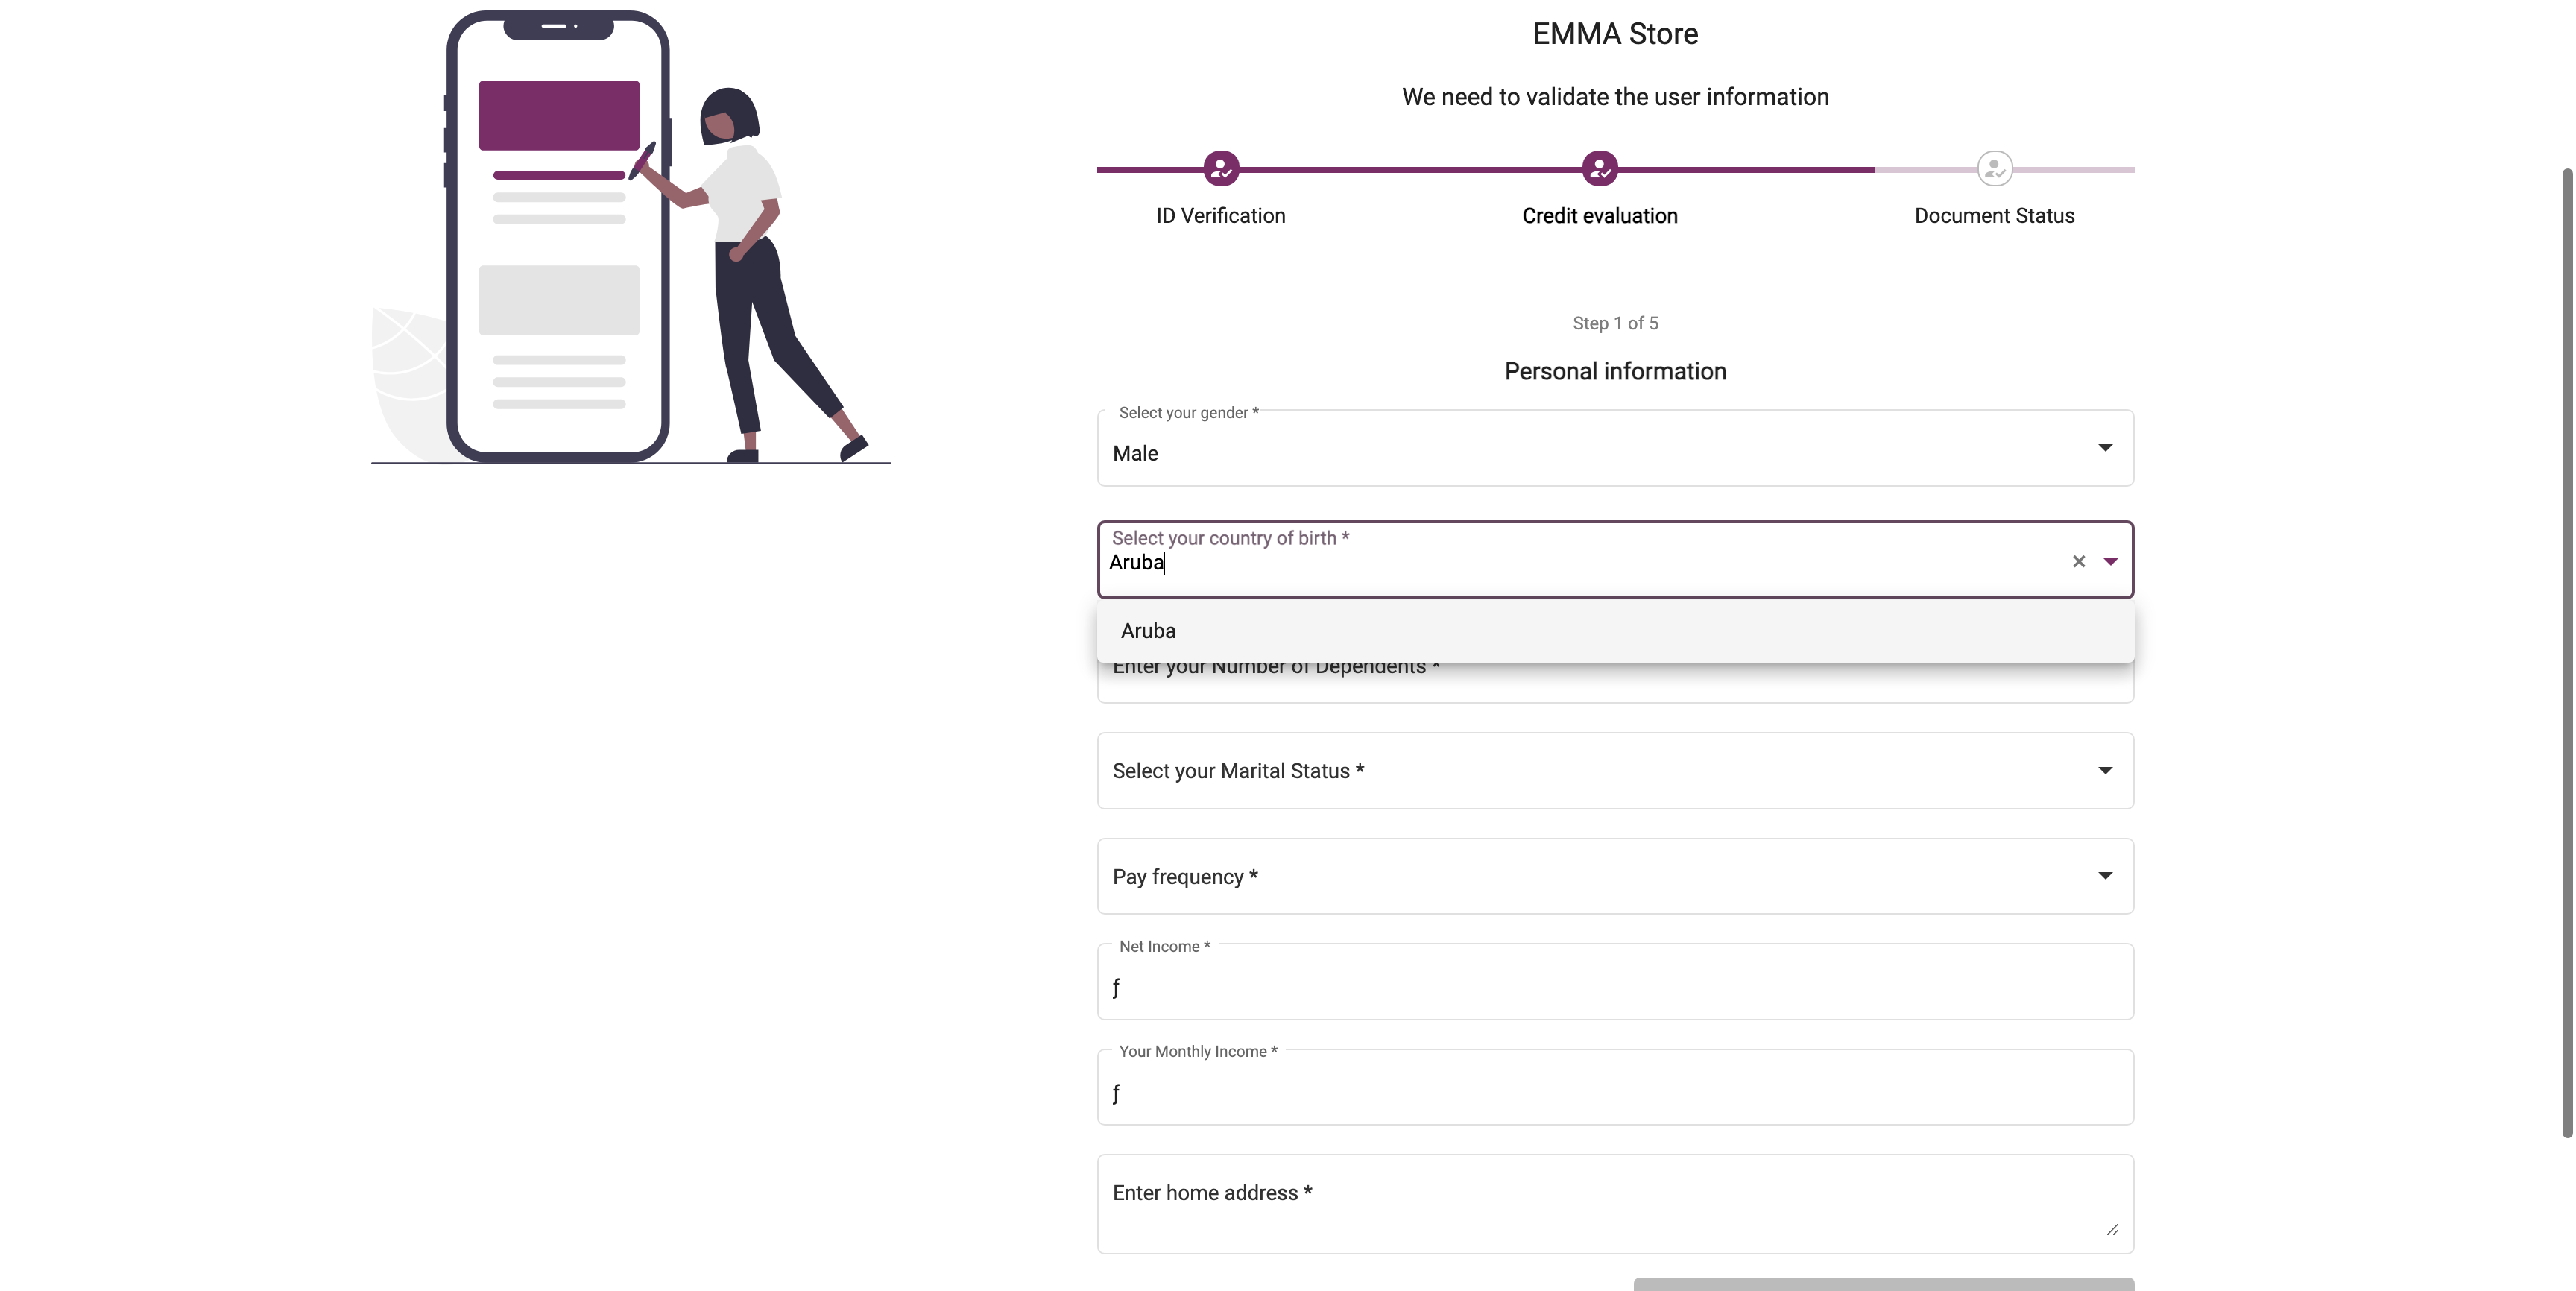 EMMA Store
We need to validate the user information
ID Verification
Credit evaluation
Document Status
Step 1 of 5
Personal information
Select your gender *
Male
Select your country of birth *
Aruba
Aruba
Enter your Number of Dependents *
Select your Marital Status *
Pay frequency *
Net Income *
ƒ
Your Monthly Income *
ƒ
Enter home address *